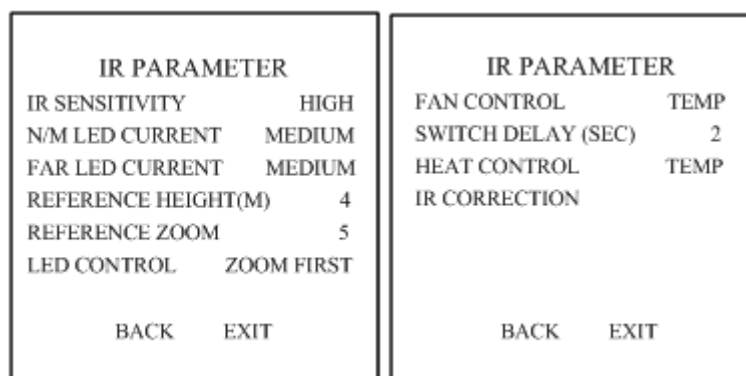 IR PARAMETER
IR SENSITIVITY HIGH
N/M LED CURRENT MEDIUM
FAR LED CURRENT MEDIUM
REFERENCE HEIGHT(M) 4
REFERENCE ZOOM 5
LED CONTROL ZOOM FIRST
BACK EXIT
IR PARAMETER
FAN CONTROL TEMP
SWITCH DELAY (SEC) 2
HEAT CONTROL TEMP
IR CORRECTION
BACK EXIT